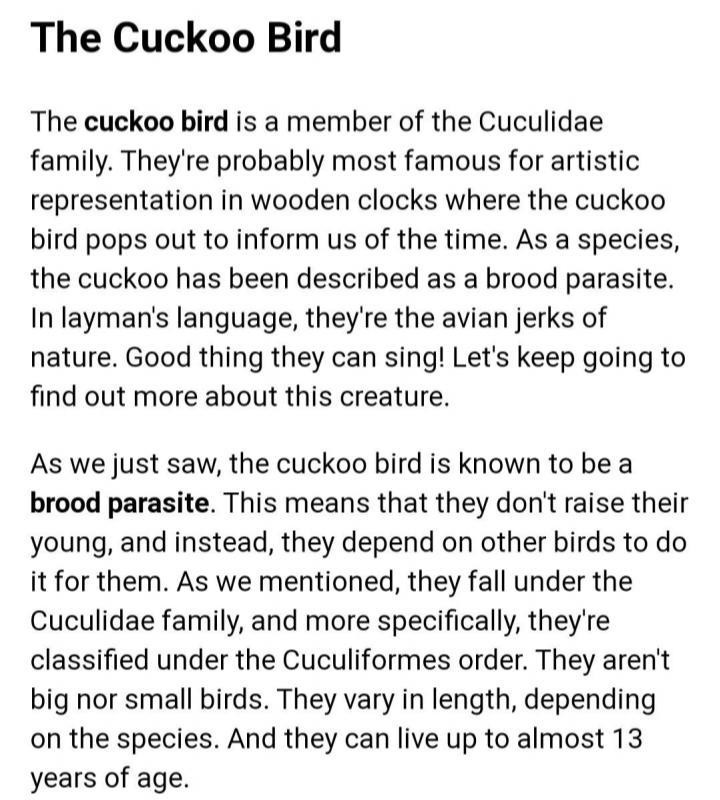 The Cuckoo Bird
The cuckoo bird is a member of the Cuculidae
family. They're probably most famous for artistic
representation in wooden clocks where the cuckoo
bird pops out to inform us of the time. As a species,
the cuckoo has been described as a brood parasite.
In layman's language, they're the avian jerks of
nature. Good thing they can sing! Let's keep going to
find out more about this creature.
As we just saw, the cuckoo bird is known to be a
brood parasite. This means that they don't raise their
young, and instead, they depend on other birds to do
it for them. As we mentioned, they fall under the
Cuculidae family, and more specifically, they're
classified under the Cuculiformes order. They aren't
big nor small birds. They vary in length, depending
on the species. And they can live up to almost 13
years of age.